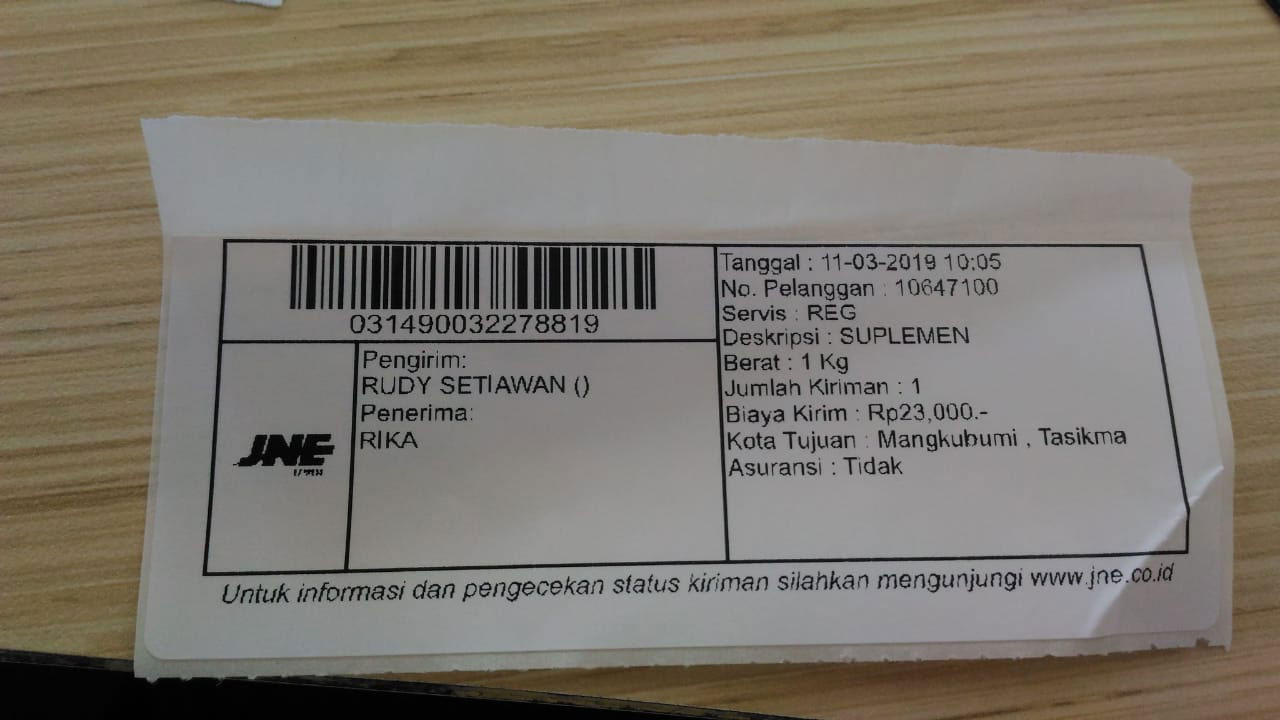 031490032278819
Tanggal : 11-03-2019 10:05
No. Pelanggan : 10647100
Servis : REG
Deskripsi : SUPLEMEN
Berat : 1 Kg
Jumlah Kiriman : 1
Biaya Kirim : Rp23,000.-
Kota Tujuan : Mangkubumi , Tasikma
Asuransi : Tidak
JNE
Pengirim:
RUDY SETIAWAN ()
Penerima:
RIKA
Untuk informasi dan pengecekan status kiriman silahkan mengunjungi www.jne.co.id